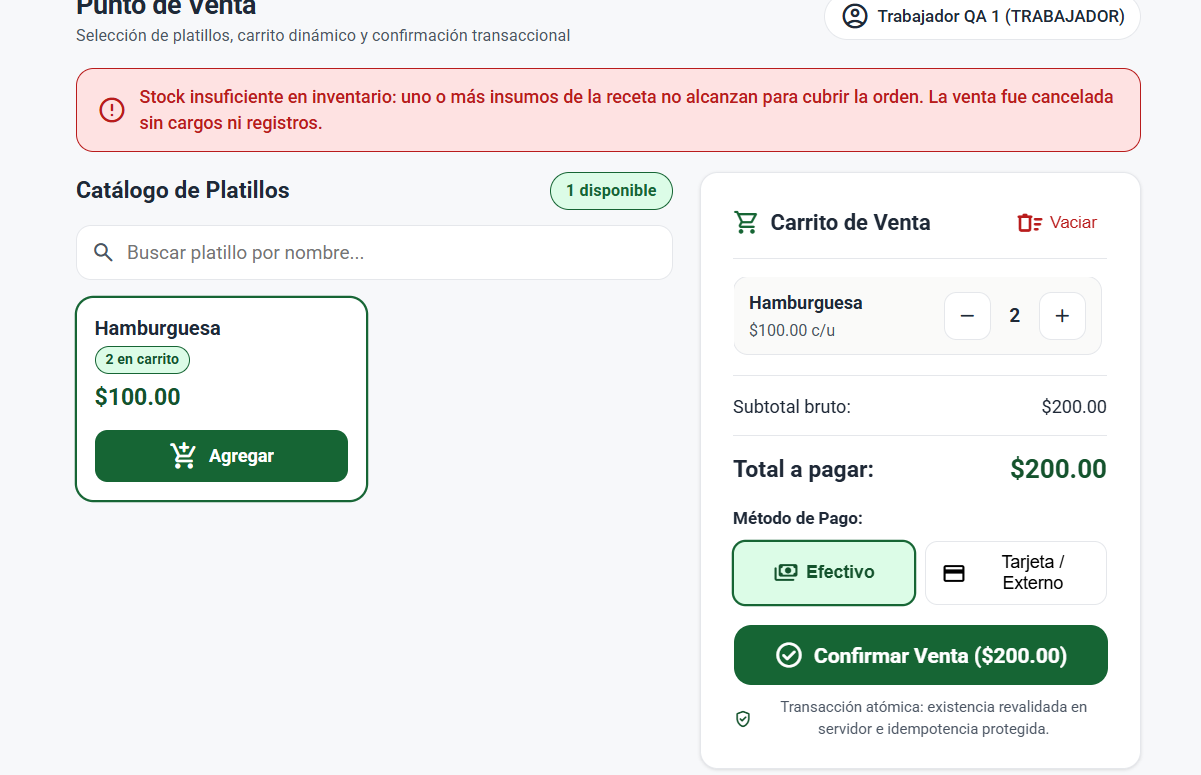 Punto de Venta
Selección de platillos, carrito dinámico y confirmación transaccional
Trabajador QA 1 (TRABAJADOR)
Stock insuficiente en inventario: uno o más insumos de la receta no alcanzan para cubrir la orden. La venta fue cancelada
sin cargos ni registros.
Catálogo de Platillos
1 disponible
Buscar platillo por nombre...
Hamburguesa
2 en carrito
$100.00
Agregar
Carrito de Venta
Vaciar
Hamburguesa
$100.00 c/u
− 2 +
Subtotal bruto: $200.00
Total a pagar: $200.00
Método de Pago:
Efectivo
Tarjeta /
Externo
Confirmar Venta ($200.00)
Transacción atómica: existencia revalidada en
servidor e idempotencia protegida.